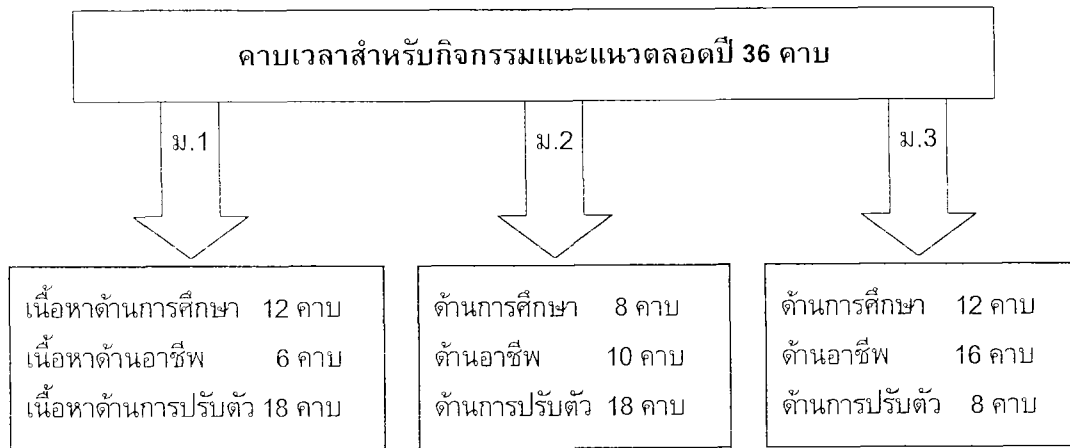 คาบเวลาสำหรับกิจกรรมแนะแนวตลอดปี 36 คาบ
ม.1
ม.2
ม.3
เนื้อหาด้านการศึกษา 12 คาบ
เนื้อหาด้านอาชีพ 6 คาบ
เนื้อหาด้านการปรับตัว 18 คาบ
ด้านการศึกษา 8 คาบ
ด้านอาชีพ 10 คาบ
ด้านการปรับตัว 18 คาบ
ด้านการศึกษา 12 คาบ
ด้านอาชีพ 16 คาบ
ด้านการปรับตัว 8 คาบ